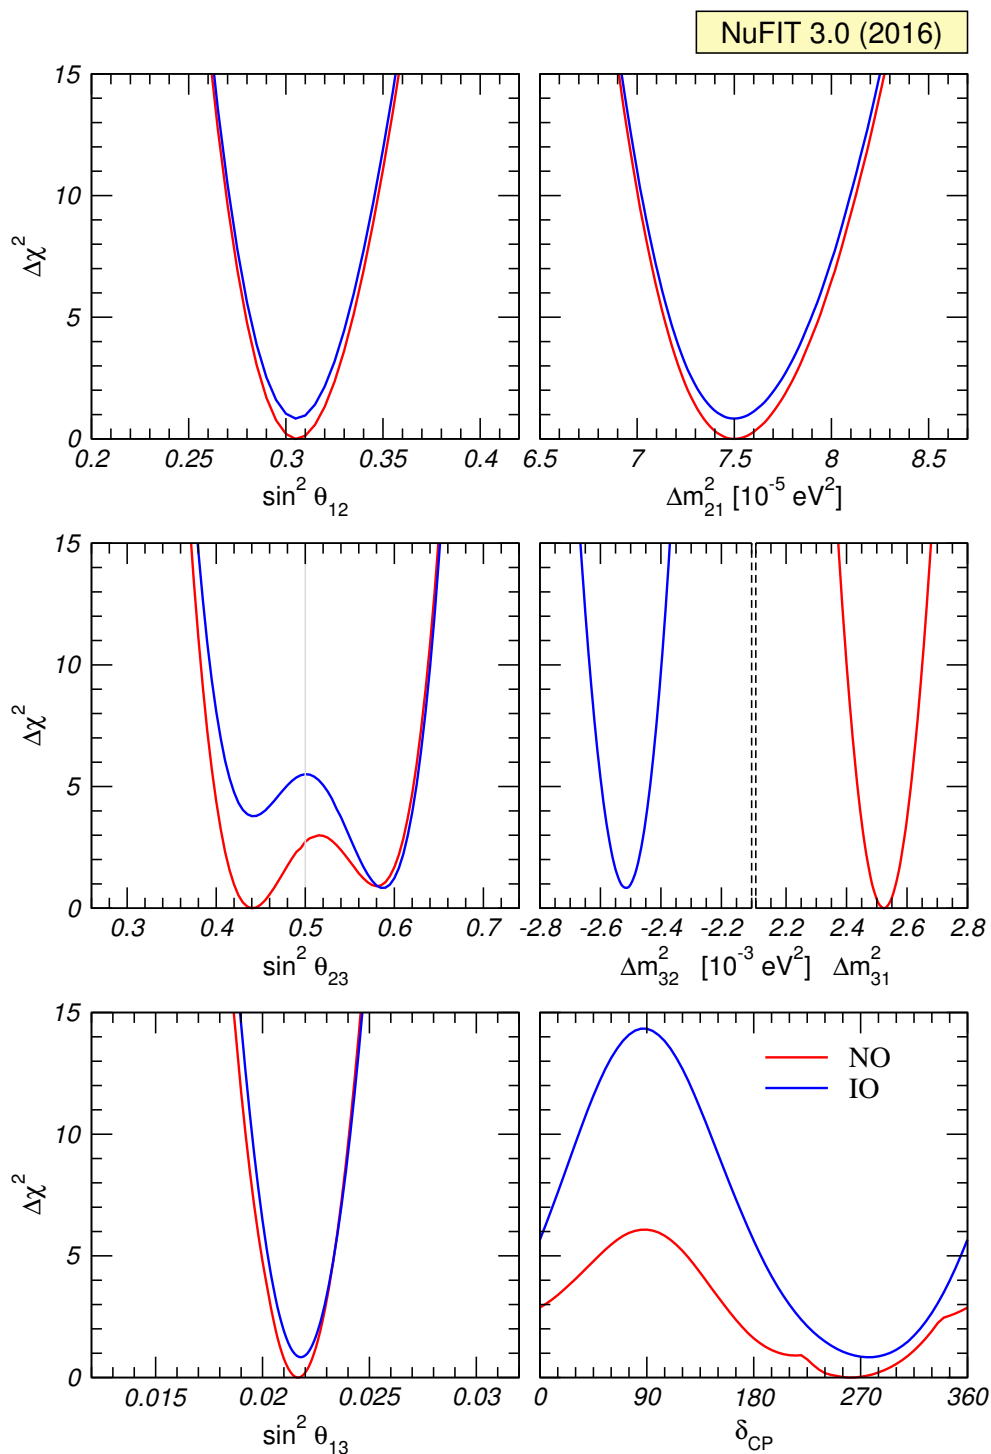 NuFIT 3.0 (2016)
15
10
5
0
Δχ²
0.2 0.25 0.3 0.35 0.4
sin² θ₁₂
6.5 7 7.5 8 8.5
Δm²₂₁ [10⁻⁵ eV²]
15
10
5
0
Δχ²
0.3 0.4 0.5 0.6 0.7
sin² θ₂₃
-2.8 -2.6 -2.4 -2.2 2.2 2.4 2.6 2.8
Δm²₃₂ [10⁻³ eV²] Δm²₃₁
15
10
5
0
Δχ²
0.015 0.02 0.025 0.03
sin² θ₁₃
NO
IO
0 90 180 270 360
δCP